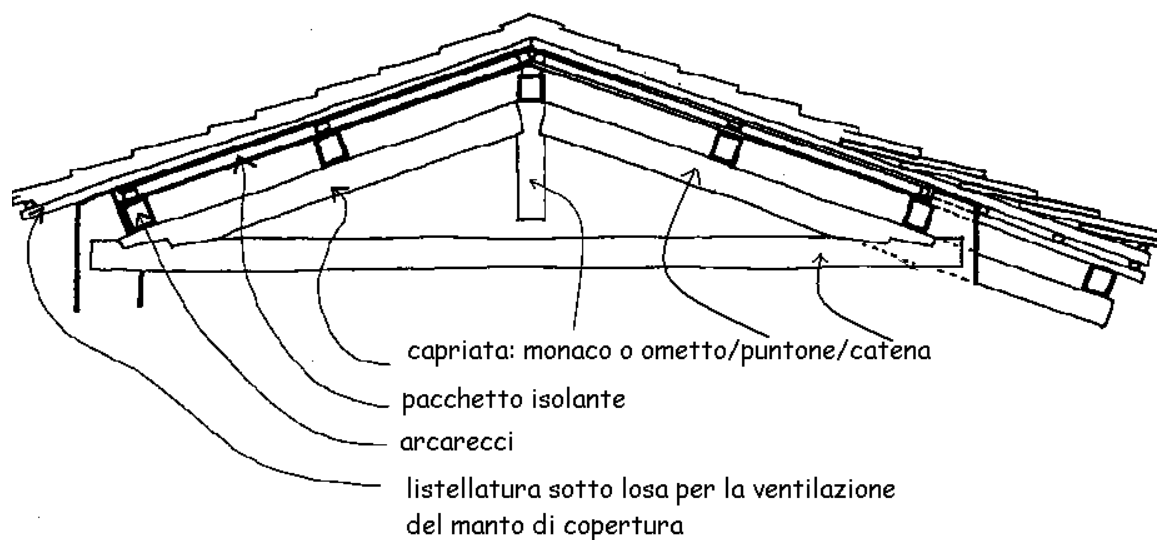 capriata: monaco o ometto/puntone/catena
pacchetto isolante
arcarecci
listellatura sotto losa per la ventilazione
del manto di copertura